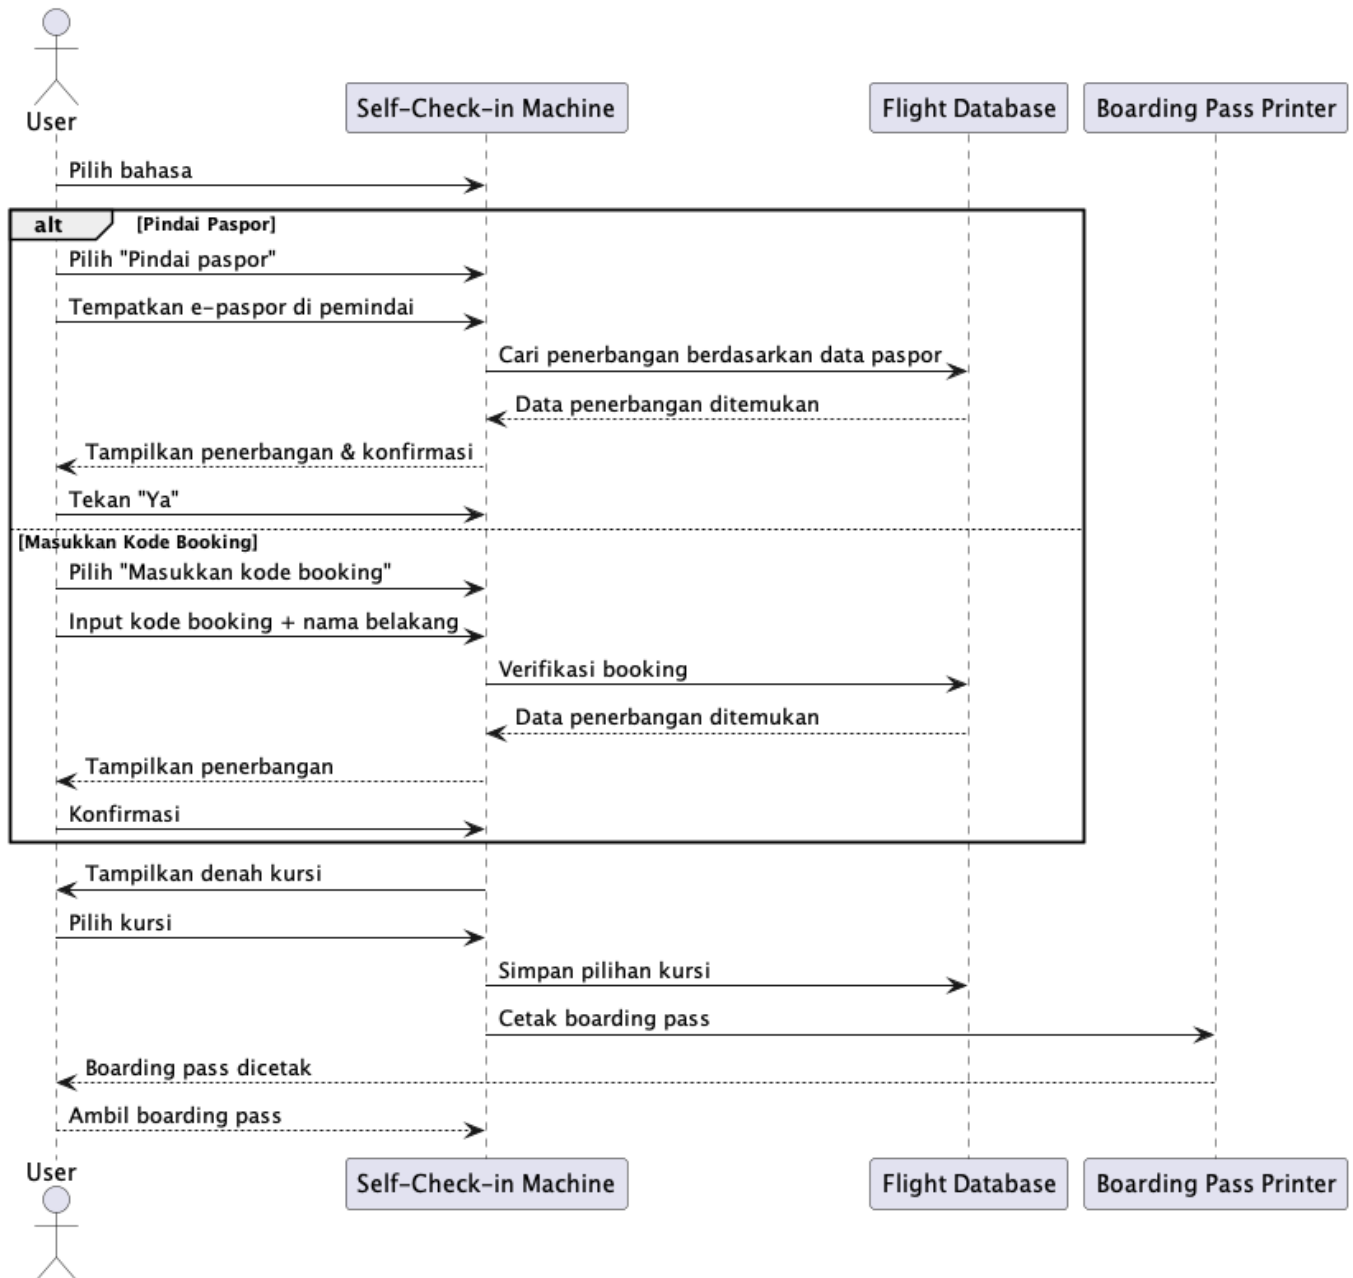 User
Self-Check-in Machine
Flight Database
Boarding Pass Printer
Pilih bahasa
alt
[Pindai Paspor]
Pilih "Pindai paspor"
Tempatkan e-paspor di pemindai
Cari penerbangan berdasarkan data paspor
Data penerbangan ditemukan
Tampilkan penerbangan & konfirmasi
Tekan "Ya"
[Masukkan Kode Booking]
Pilih "Masukkan kode booking"
Input kode booking + nama belakang
Verifikasi booking
Data penerbangan ditemukan
Tampilkan penerbangan
Konfirmasi
Tampilkan denah kursi
Pilih kursi
Simpan pilihan kursi
Cetak boarding pass
Boarding pass dicetak
Ambil boarding pass
User
Self-Check-in Machine
Flight Database
Boarding Pass Printer